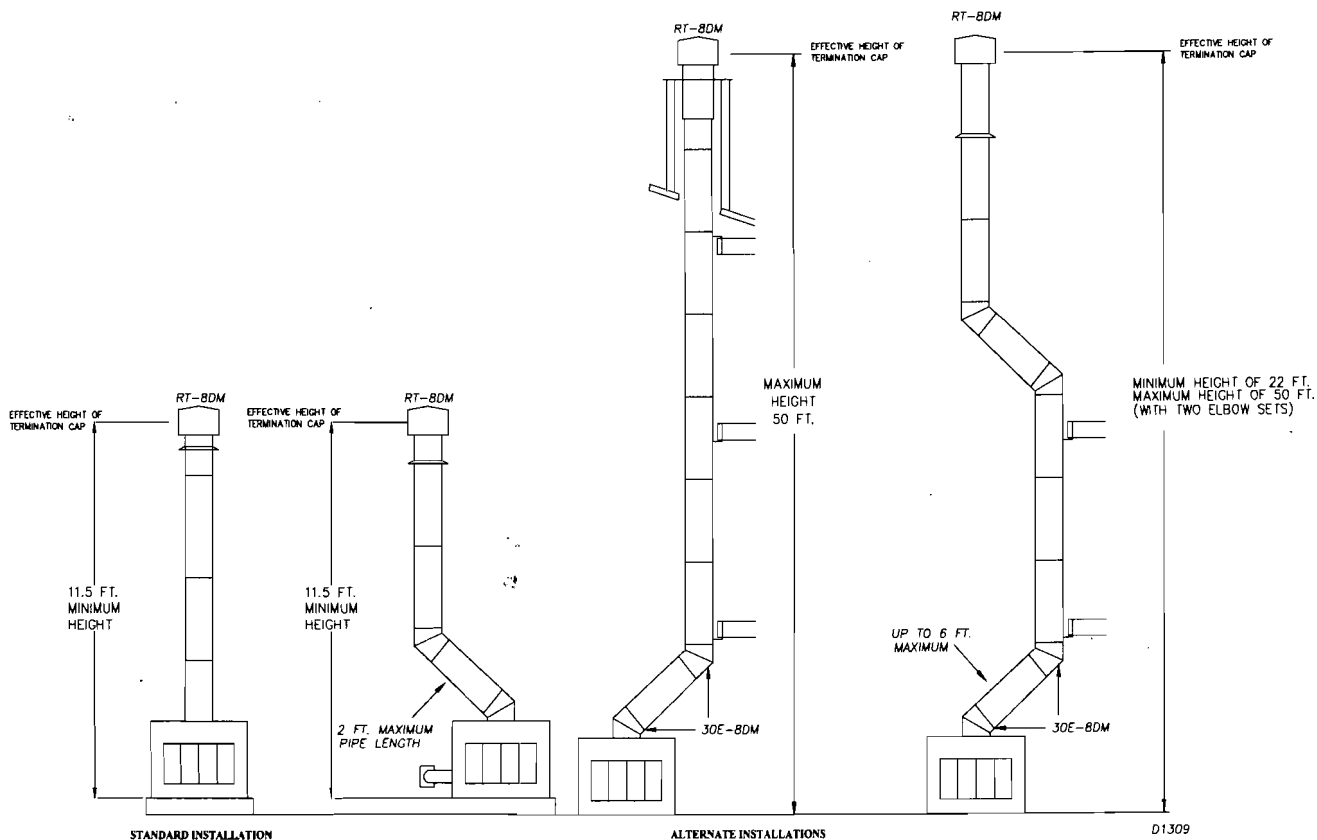 RT-8DM
EFFECTIVE HEIGHT OF
TERMINATION CAP
11.5 FT.
MINIMUM
HEIGHT
STANDARD INSTALLATION
RT-8DM
EFFECTIVE HEIGHT OF
TERMINATION CAP
11.5 FT.
MINIMUM
HEIGHT
2 FT. MAXIMUM
PIPE LENGTH
RT-8DM
EFFECTIVE HEIGHT OF
TERMINATION CAP
MAXIMUM
HEIGHT
50 FT.
30E-8DM
ALTERNATE INSTALLATIONS
RT-8DM
EFFECTIVE HEIGHT OF
TERMINATION CAP
MINIMUM HEIGHT OF 22 FT.
MAXIMUM HEIGHT OF 50 FT.
(WITH TWO ELBOW SETS)
UP TO 6 FT.
MAXIMUM
30E-8DM
D1309